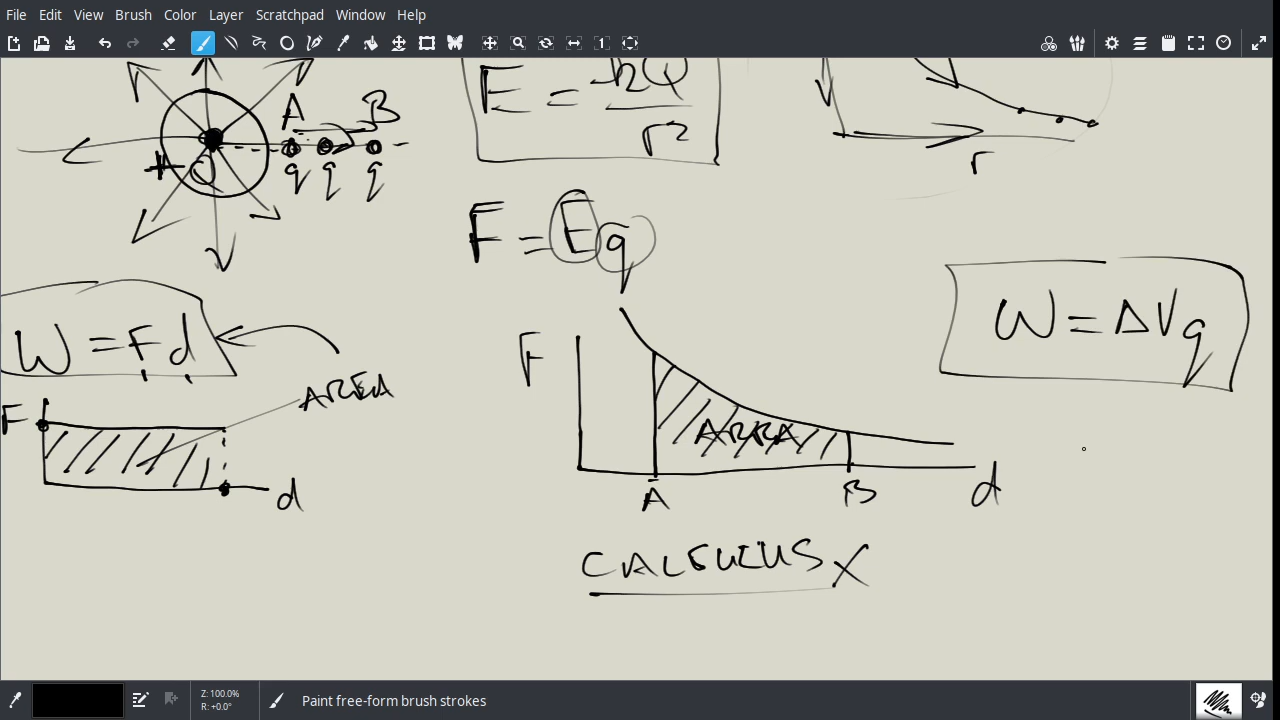 File Edit View Brush Color Layer Scratchpad Window Help
1
A B
+ Q q q q
E = kQ
r²
r
F = Eq
W = Fd
W = ΔVq
F
AREA
F
AREA
d
A B d
CALCULUS X
Z: 100.0%
R: +0.0°
Paint free-form brush strokes